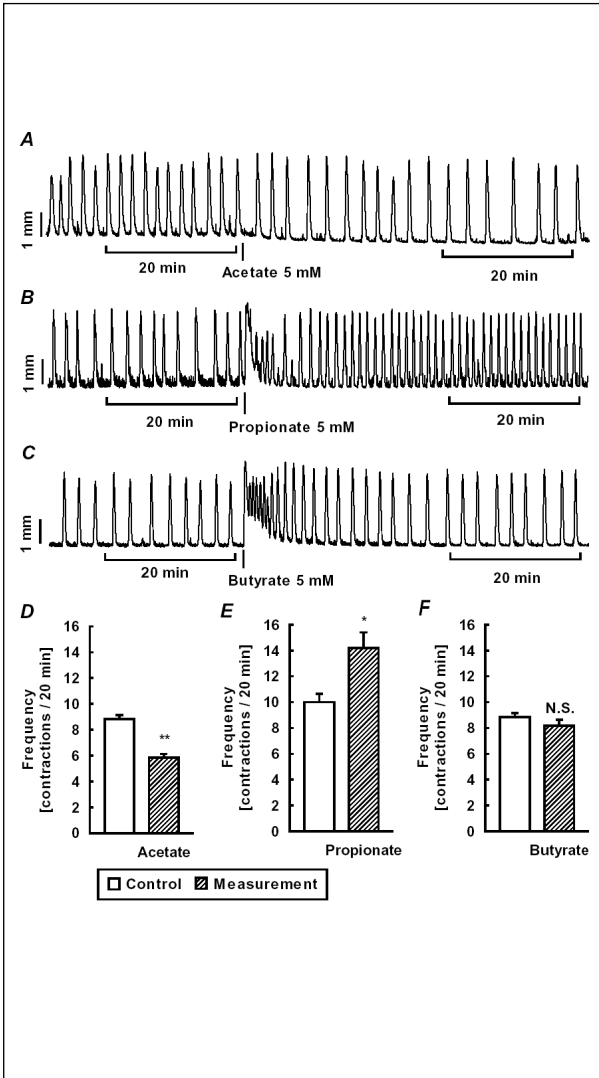 A
1 mm
20 min
Acetate 5 mM
20 min
B
1 mm
20 min
Propionate 5 mM
20 min
C
1 mm
20 min
Butyrate 5 mM
20 min
D
Frequency
[contractions / 20 min]
16
14
12
10
8
6
4
2
0
**
Acetate
E
Frequency
[contractions / 20 min]
16
14
12
10
8
6
4
2
0
*
Propionate
F
Frequency
[contractions / 20 min]
16
14
12
10
8
6
4
2
0
N.S.
Butyrate
Control Measurement